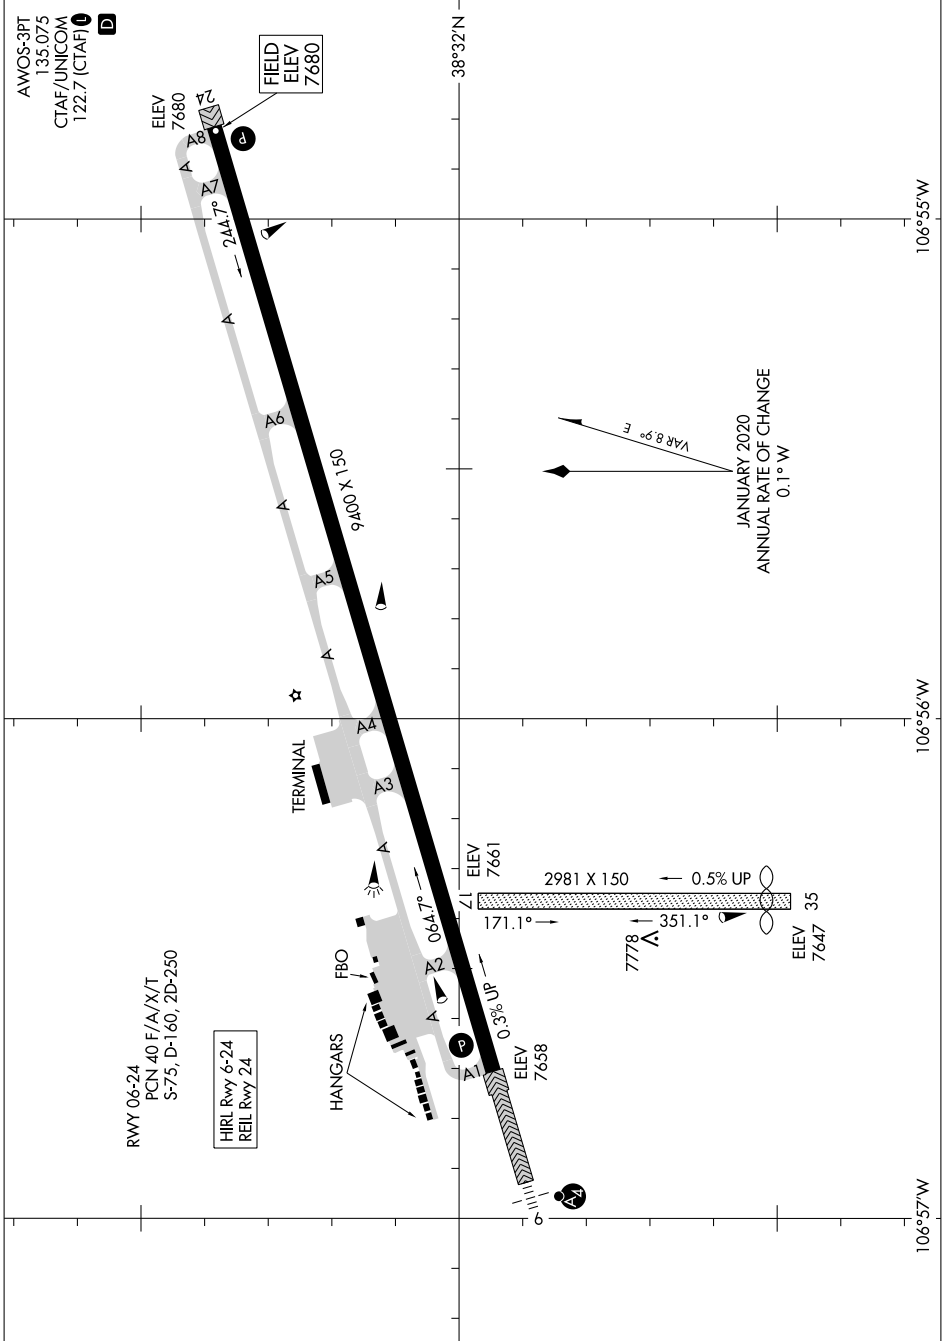 AWOS-3PT
135.075
CTAF/UNICOM
122.7 (CTAF) L
D
ELEV
7680
24
FIELD
ELEV
7680
38°32'N
A8
P
A
A7
244.7°
106°55'W
A
A6
9400 X 150
A
VAR 8.9° E
JANUARY 2020
ANNUAL RATE OF CHANGE
0.1° W
A5
A
A4
106°56'W
TERMINAL
A3
A
064.7°
ELEV
7661
17
2981 X 150
0.5% UP
171.1°
351.1°
35
7778
ELEV
7647
FBO
A2
A
0.3% UP
HANGARS
P
A1
ELEV
7658
RWY 06-24
PCN 40 F/A/X/T
S-75, D-160, 2D-250
HIRL Rwy 6-24
REIL Rwy 24
A4
6
106°57'W